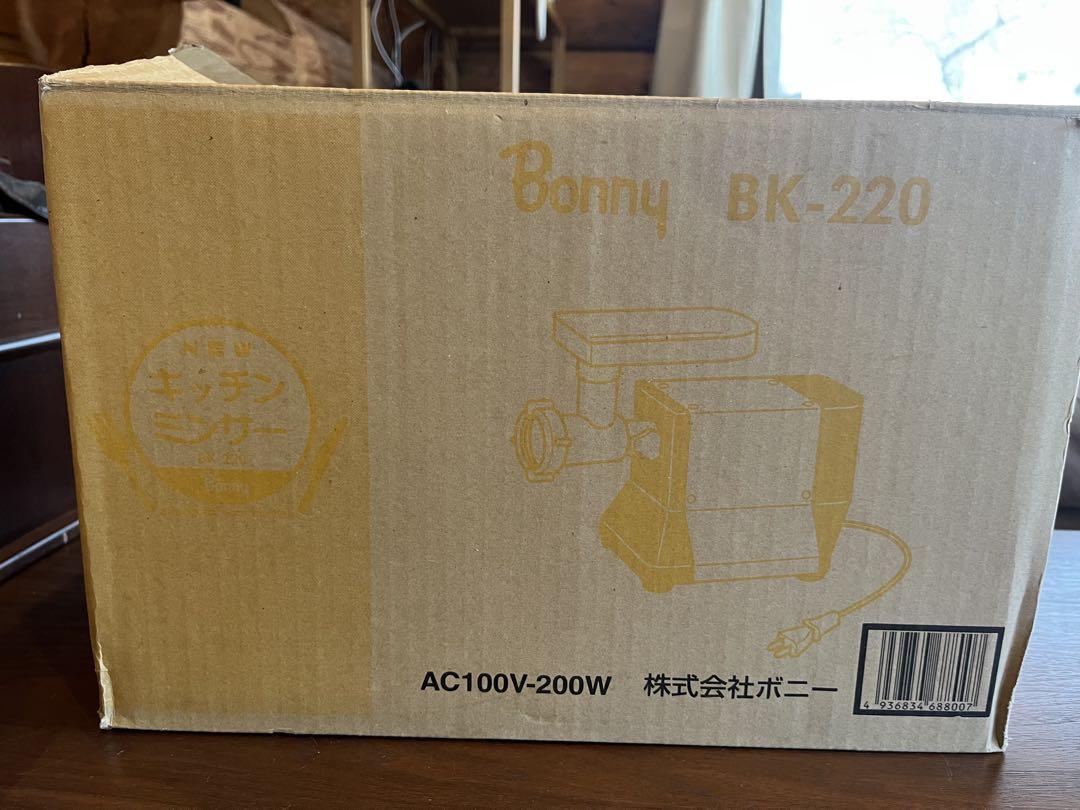 Bonny BK-220
NEW
キッチン
ミンサー
BK-220
Bonny
AC100V-200W 株式会社ボニー
4 936834 688007